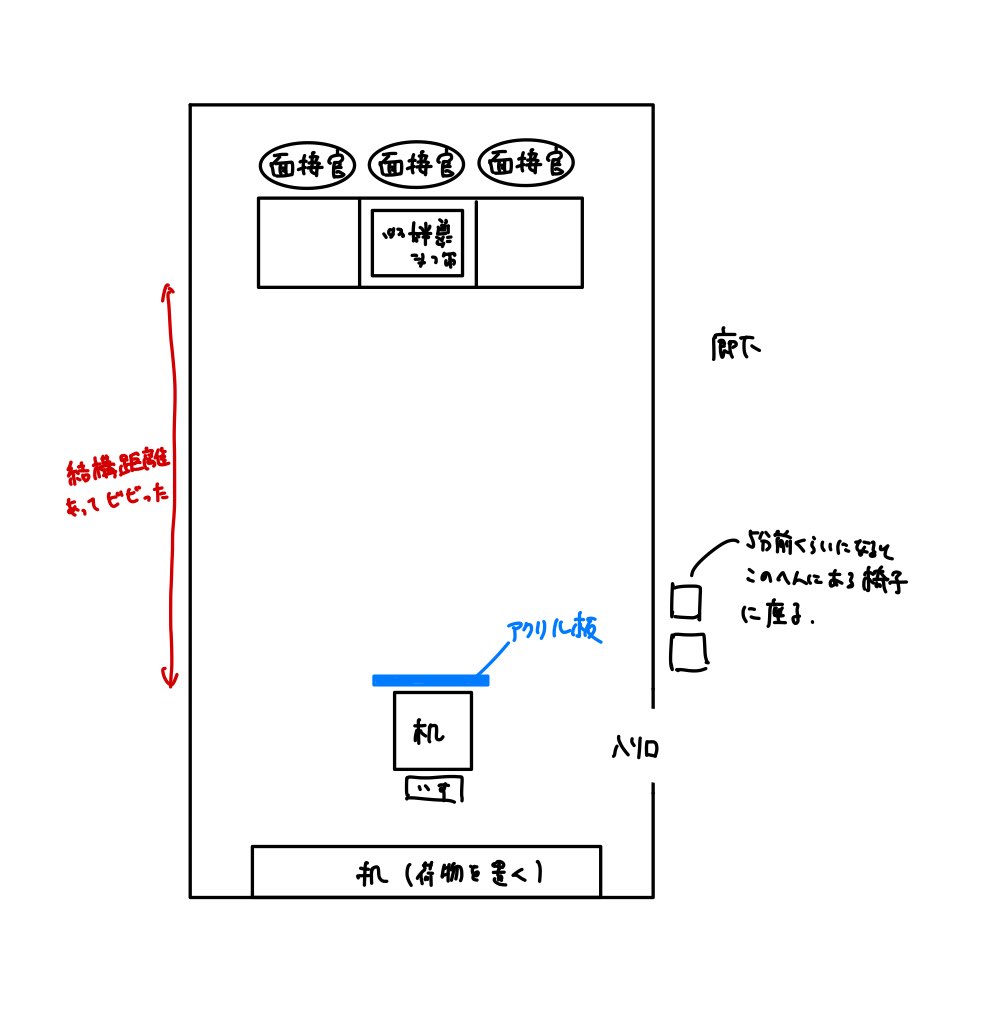 面接官
面接官
面接官
廊下
結構距離
あってビビった
5分前くらいになると
このへんにある椅子
に座る.
アクリル板
机
入り口
いす
机 (荷物を置く)